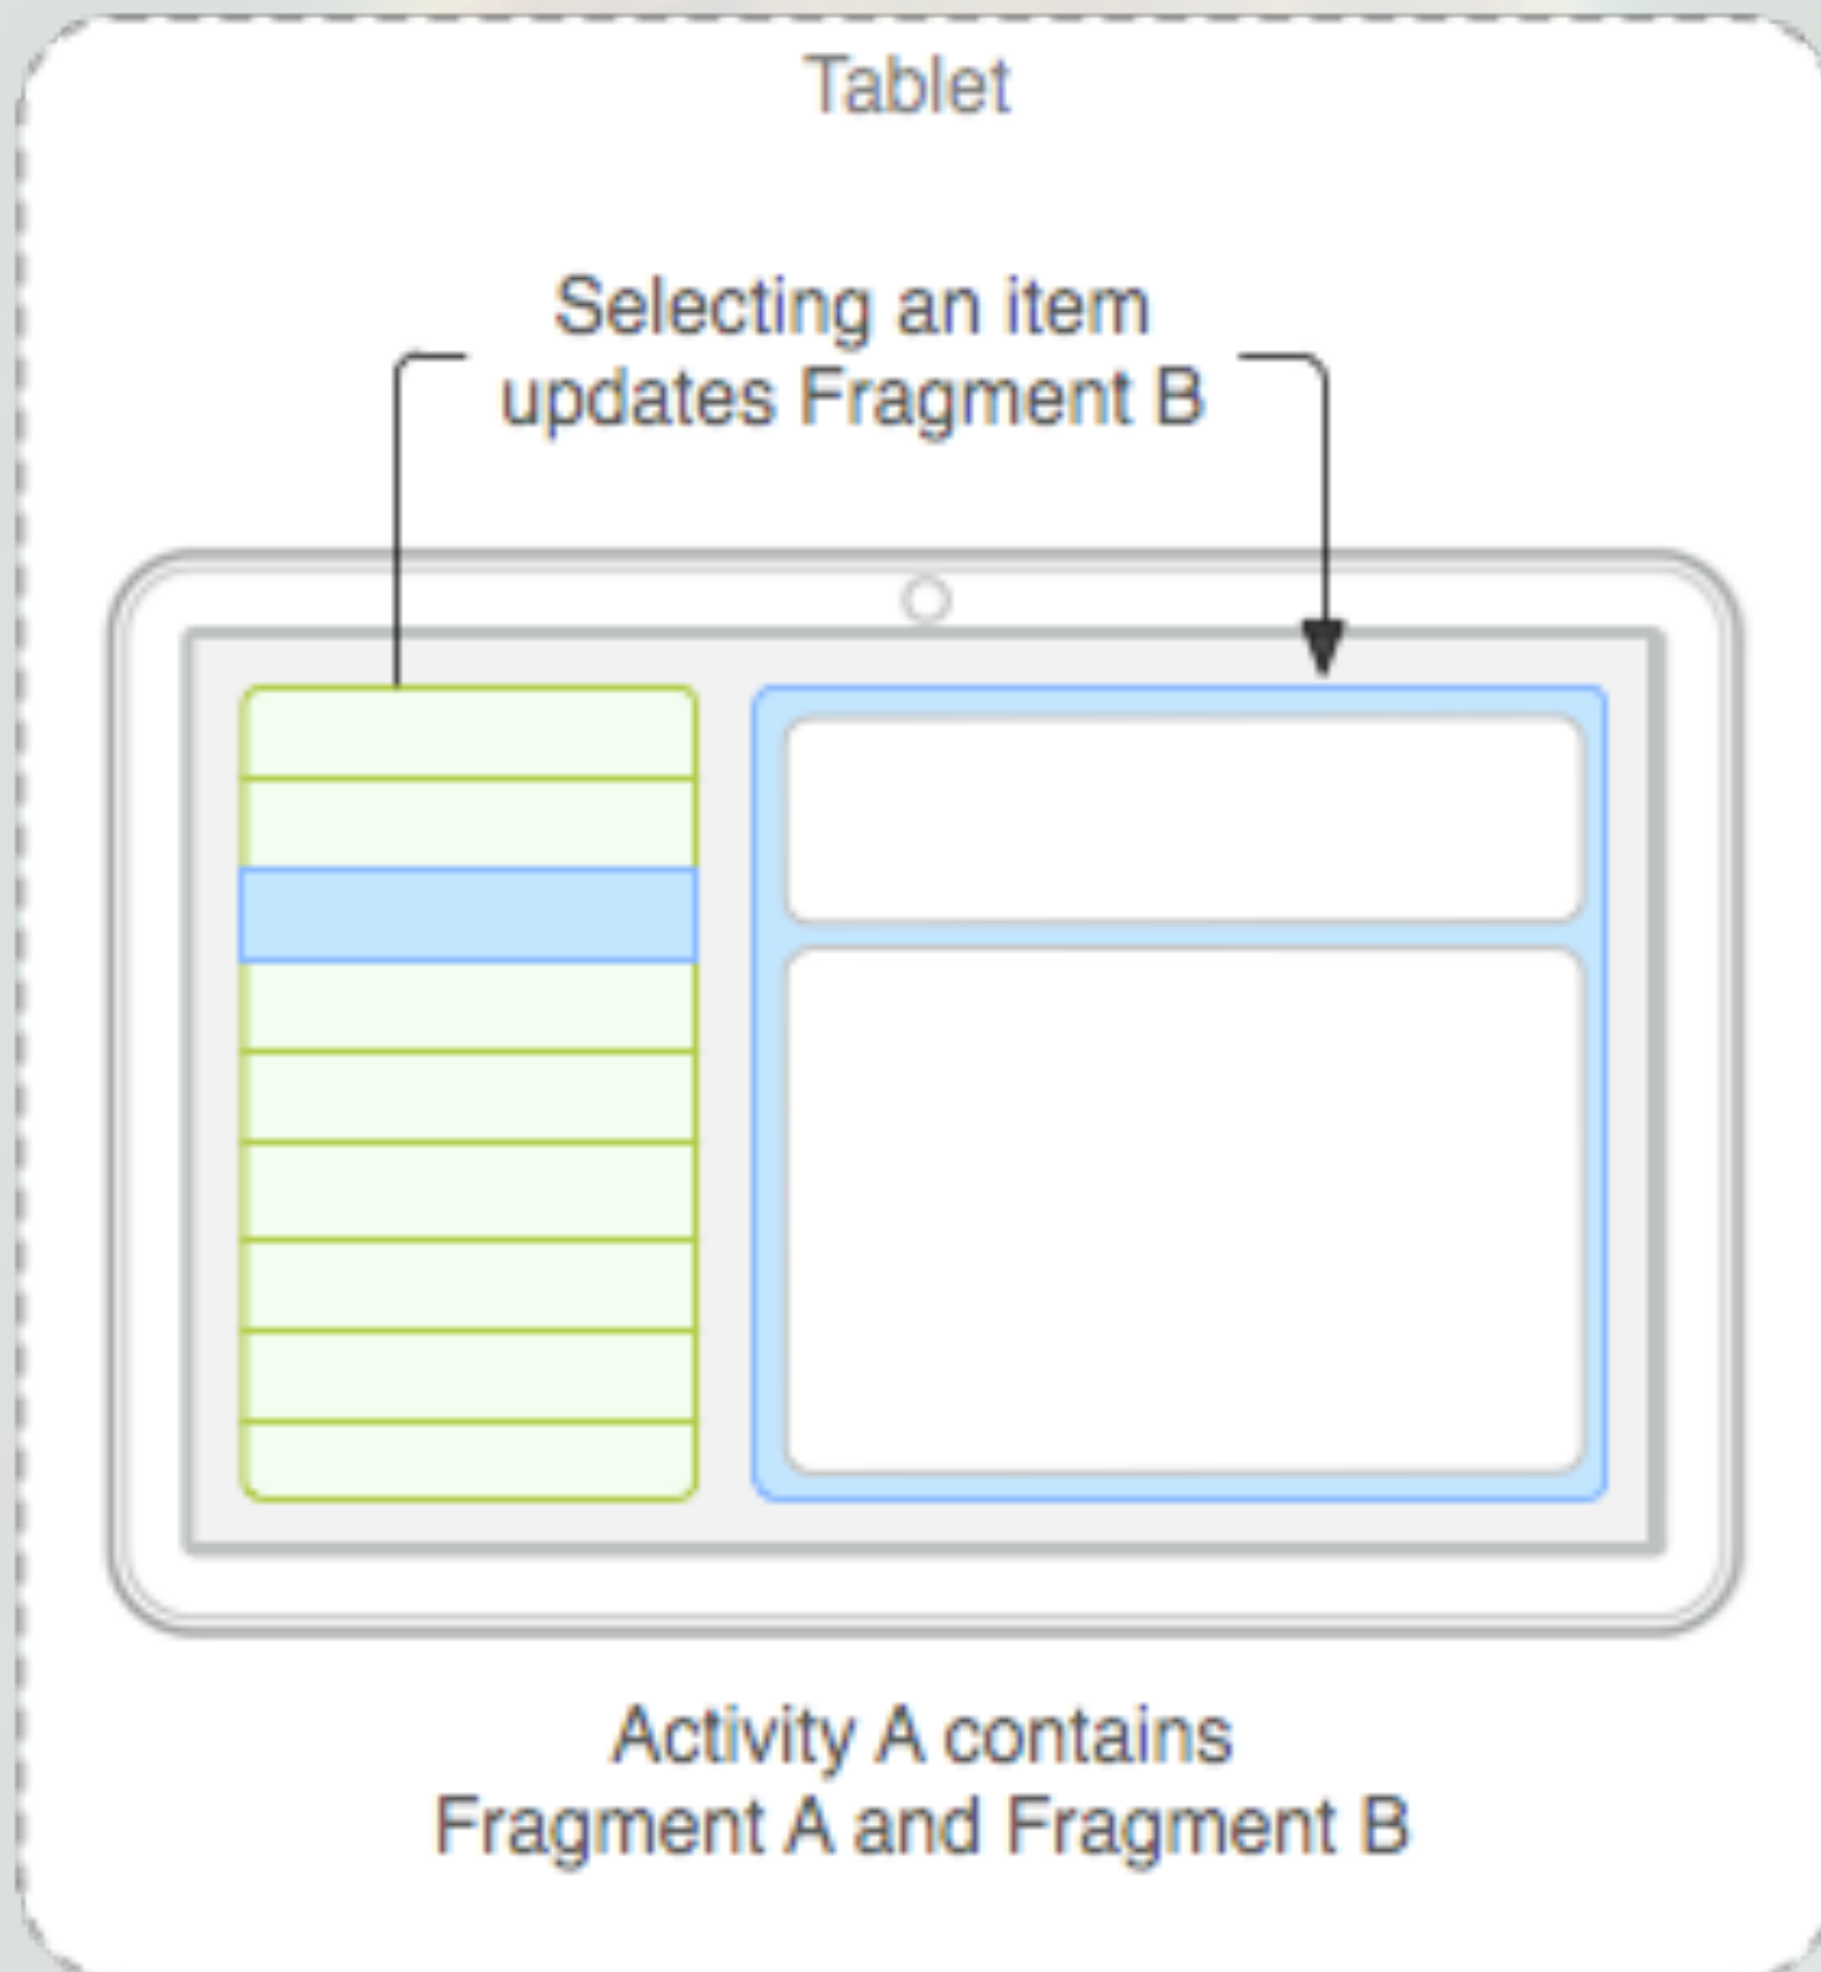 Tablet
Selecting an item
updates Fragment B
Activity A contains
Fragment A and Fragment B